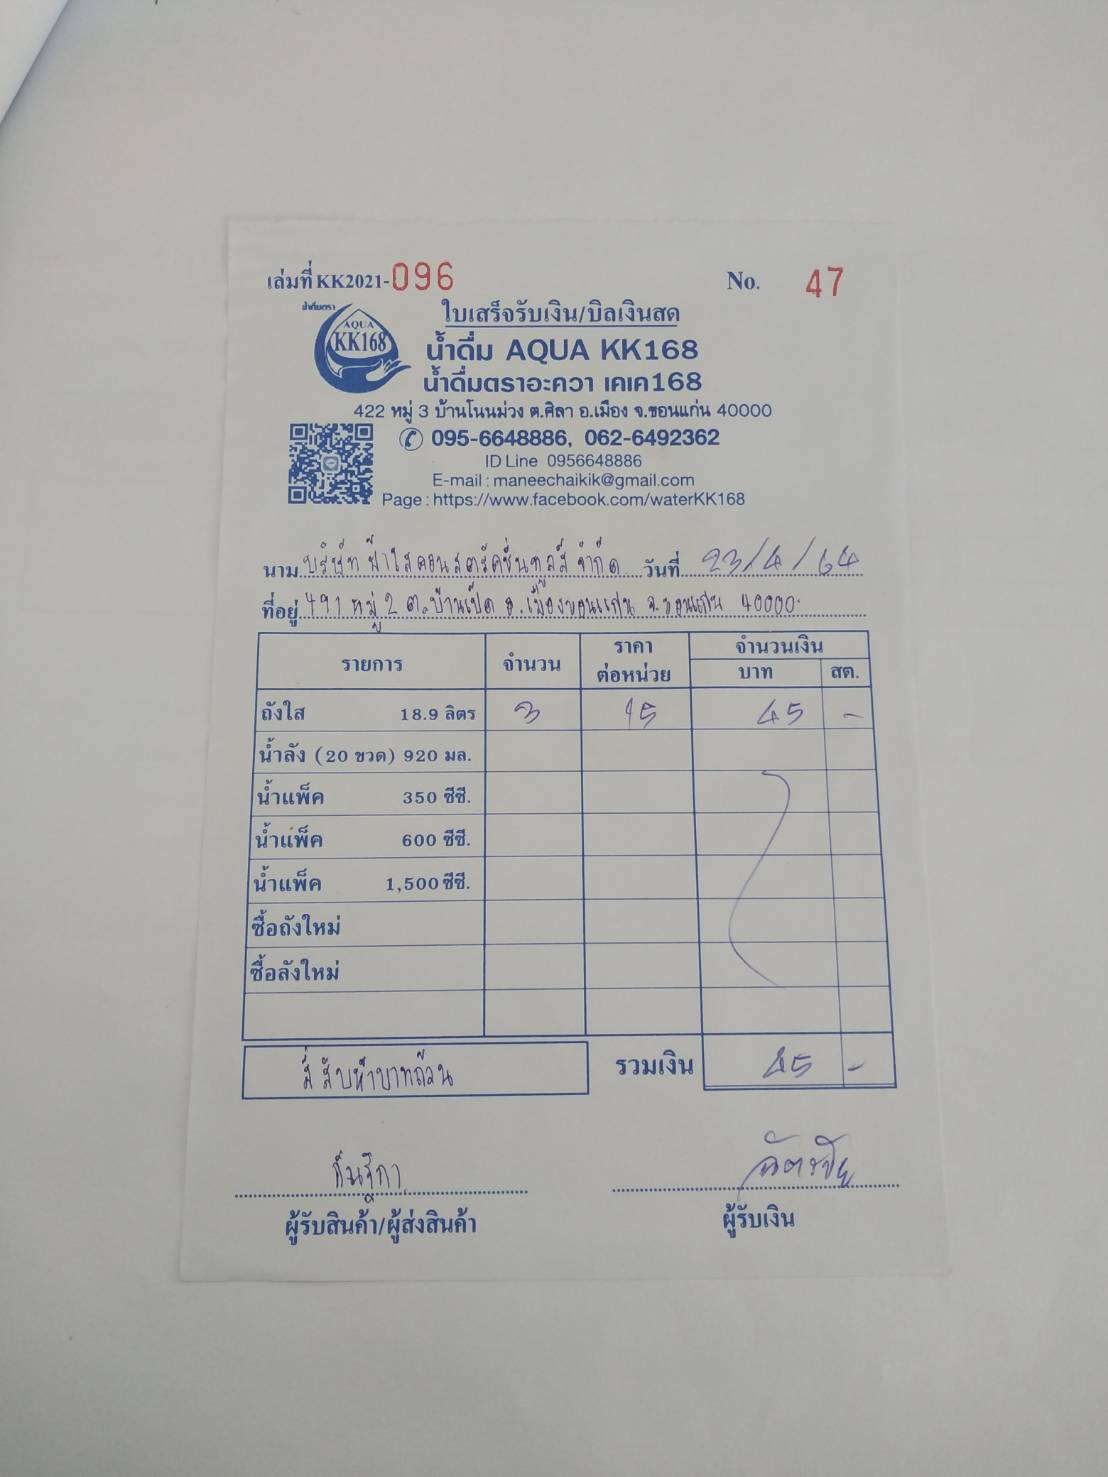 เล่มที่ KK2021-096 No. 47
น้ำดื่มตรา
AQUA
KK168
ใบเสร็จรับเงิน/บิลเงินสด
น้ำดื่ม AQUA KK168
น้ำดื่มตราอะควา เคเค168
422 หมู่ 3 บ้านโนนม่วง ต.ศิลา อ.เมือง จ.ขอนแก่น 40000
095-6648886, 062-6492362
ID Line 0956648886
E-mail : maneechaikik@gmail.com
Page : https://www.facebook.com/waterKK168
นาม บริษัท ฟ้าใสคอนสตรัคชั่นทูลส์ จำกัด วันที่ 23/4/64
ที่อยู่ 491 หมู่ 2 ต.บ้านเป็ด อ.เมืองขอนแก่น จ.ขอนแก่น 40000
รายการ จำนวน ราคา ต่อหน่วย จำนวนเงิน
บาท สต.
ถังใส 18.9 ลิตร 3 15 45 -
น้ำลัง (20 ขวด) 920 มล.
น้ำแพ็ค 350 ซีซี.
น้ำแพ็ค 600 ซีซี.
น้ำแพ็ค 1,500 ซีซี.
ซื้อถังใหม่
ซื้อลังใหม่
สี่สิบห้าบาทถ้วน รวมเงิน 45 -
ฉัตรชัย
ผู้รับสินค้า/ผู้ส่งสินค้า ผู้รับเงิน